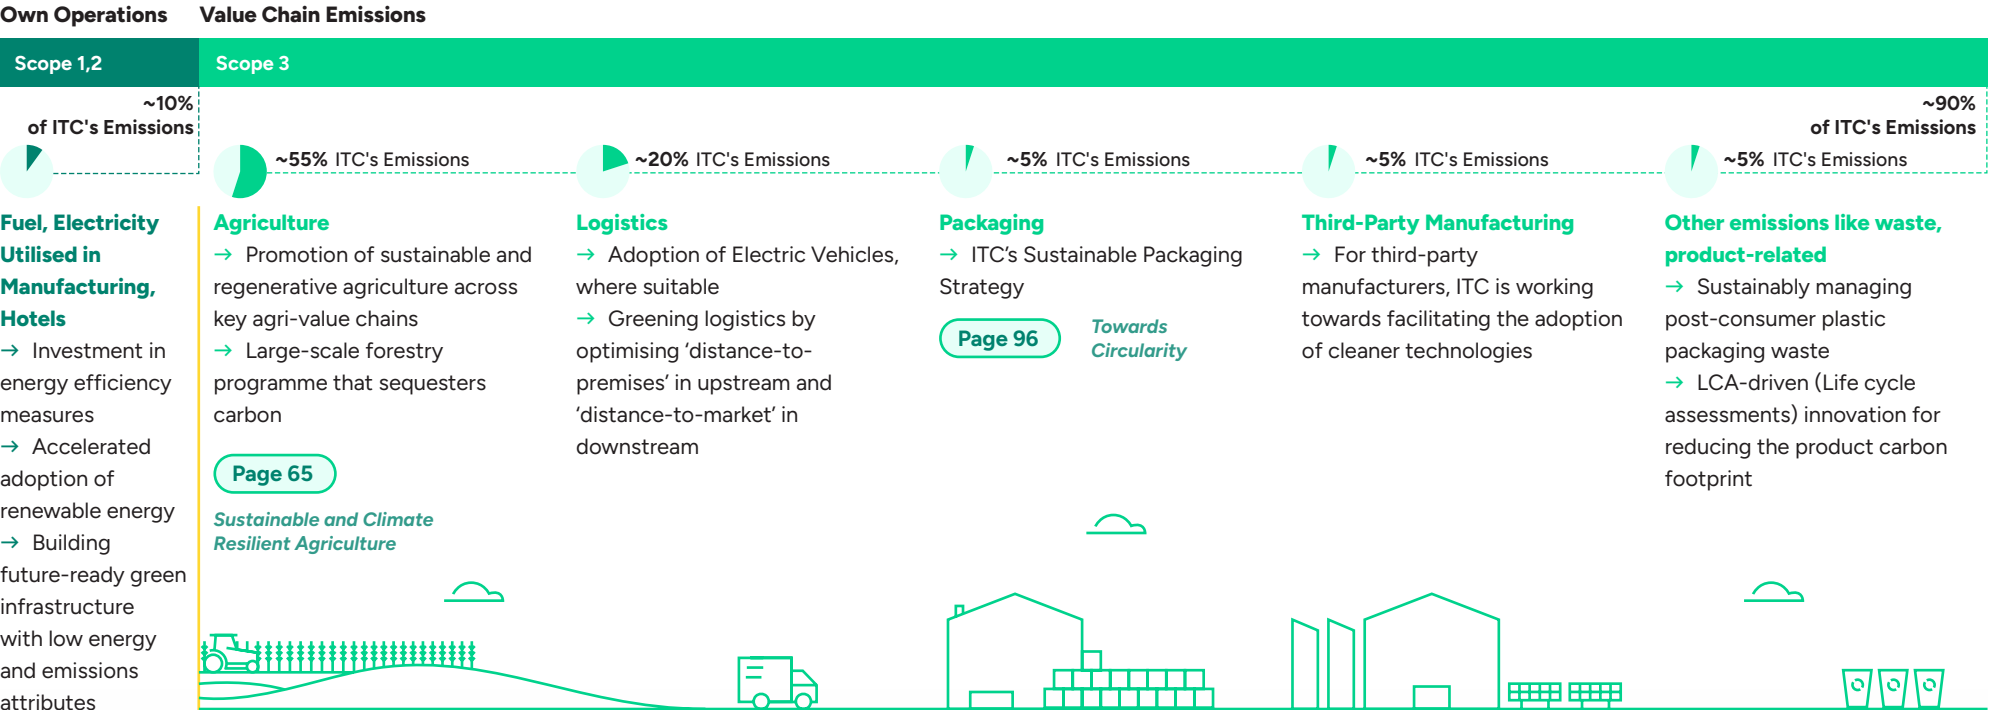 Own Operations
Value Chain Emissions
Scope 1,2
Scope 3
~10%
of ITC's Emissions
~90%
of ITC's Emissions
Fuel, Electricity
Utilised in
Manufacturing,
Hotels
→ Investment in
energy efficiency
measures
→ Accelerated
adoption of
renewable energy
→ Building
future-ready green
infrastructure
with low energy
and emissions
attributes
~55% ITC's Emissions
Agriculture
→ Promotion of sustainable and
regenerative agriculture across
key agri-value chains
→ Large-scale forestry
programme that sequesters
carbon
Page 65
Sustainable and Climate
Resilient Agriculture
~20% ITC's Emissions
Logistics
→ Adoption of Electric Vehicles,
where suitable
→ Greening logistics by
optimising ‘distance-to-
premises’ in upstream and
‘distance-to-market’ in
downstream
~5% ITC's Emissions
Packaging
→ ITC’s Sustainable Packaging
Strategy
Page 96
Towards
Circularity
~5% ITC's Emissions
Third-Party Manufacturing
→ For third-party
manufacturers, ITC is working
towards facilitating the adoption
of cleaner technologies
~5% ITC's Emissions
Other emissions like waste,
product-related
→ Sustainably managing
post-consumer plastic
packaging waste
→ LCA-driven (Life cycle
assessments) innovation for
reducing the product carbon
footprint